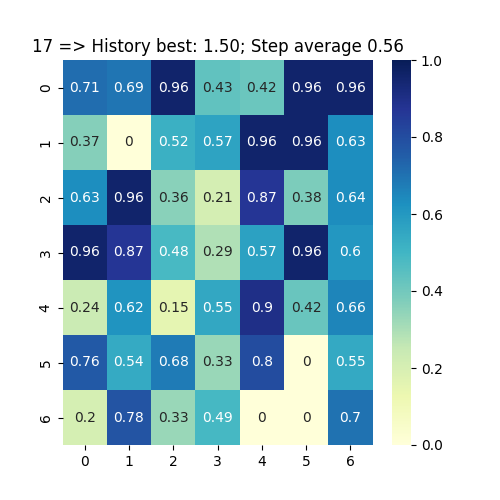 17 => History best: 1.50; Step average 0.56
0 0.71 0.69 0.96 0.43 0.42 0.96 0.96 1.0
1 0.37 0 0.52 0.57 0.96 0.96 0.63 0.8
2 0.63 0.96 0.36 0.21 0.87 0.38 0.64 0.6
3 0.96 0.87 0.48 0.29 0.57 0.96 0.6
4 0.24 0.62 0.15 0.55 0.9 0.42 0.66 0.4
5 0.76 0.54 0.68 0.33 0.8 0 0.55 0.2
6 0.2 0.78 0.33 0.49 0 0 0.7 0.0
0 1 2 3 4 5 6